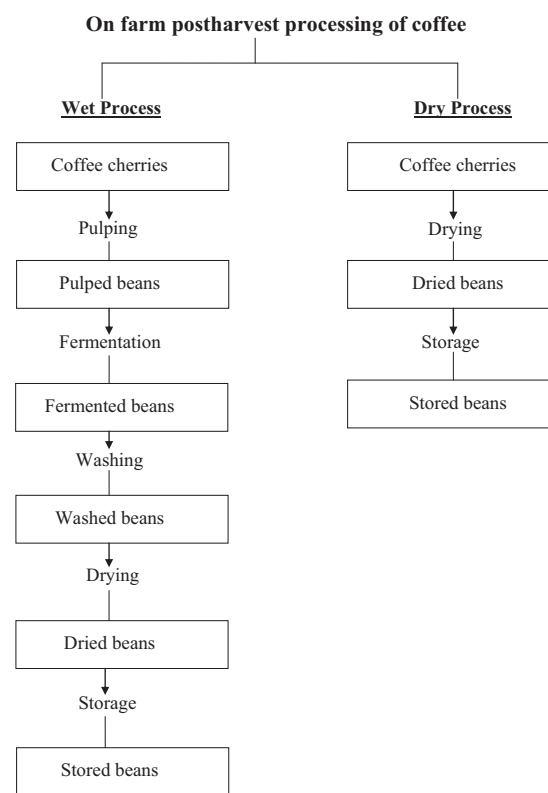 On farm postharvest processing of coffee
Wet Process
Coffee cherries
Pulping
Pulped beans
Fermentation
Fermented beans
Washing
Washed beans
Drying
Dried beans
Storage
Stored beans
Dry Process
Coffee cherries
Drying
Dried beans
Storage
Stored beans